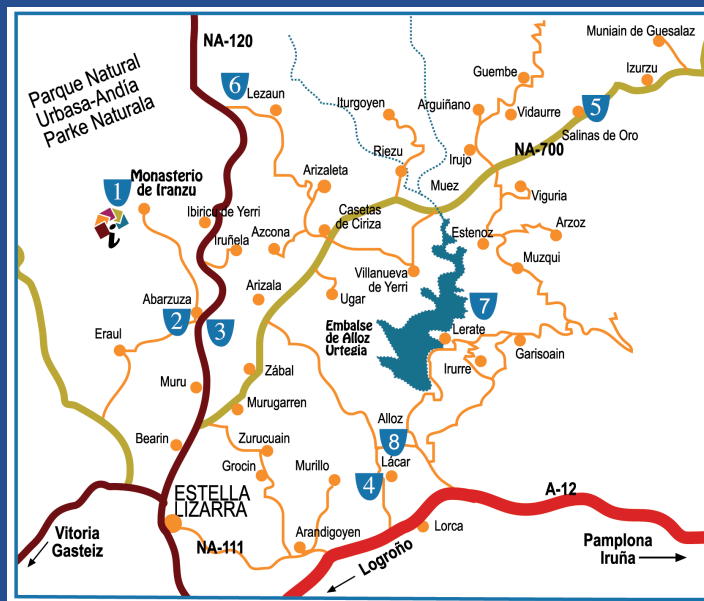 NA-120
Muniain de Guesalaz
Parque Natural
Urbasa-Andía
Parke Naturala
6
Lezaun
Iturgoyen
Guembe
Arguiñano
Vidaurre
Izurzu
5
Salinas de Oro
NA-700
Riezu
Irujo
Muez
Viguria
1
Monasterio
de Iranzu
i
Arizaleta
Ibiricu de Yerri
Iruñela
Azcona
Casetas
de Ciriza
Estenoz
Arzoz
Muzqui
Villanueva
de Yerri
Arizala
Ugar
Abarzuza
2
3
Eraul
Embalse
de Alloz
Urtegia
7
Lerate
Garisoain
Irurre
Zábal
Muru
Murugarren
Alloz
8
Bearin
Zurucuain
Grocin
Murillo
Lácar
4
ESTELLA
LIZARRA
A-12
Lorca
Vitoria
Gasteiz
NA-111
Arandigoyen
Logroño
Pamplona
Iruña